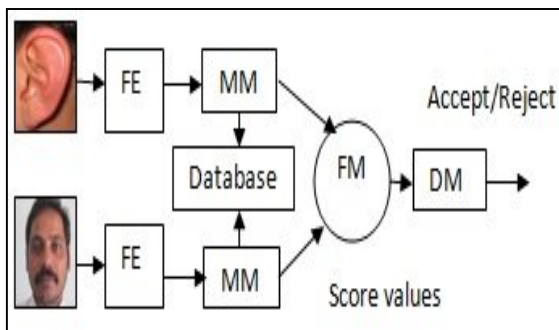 FE
MM
Accept/Reject
Database
FM
DM
FE
MM
Score values